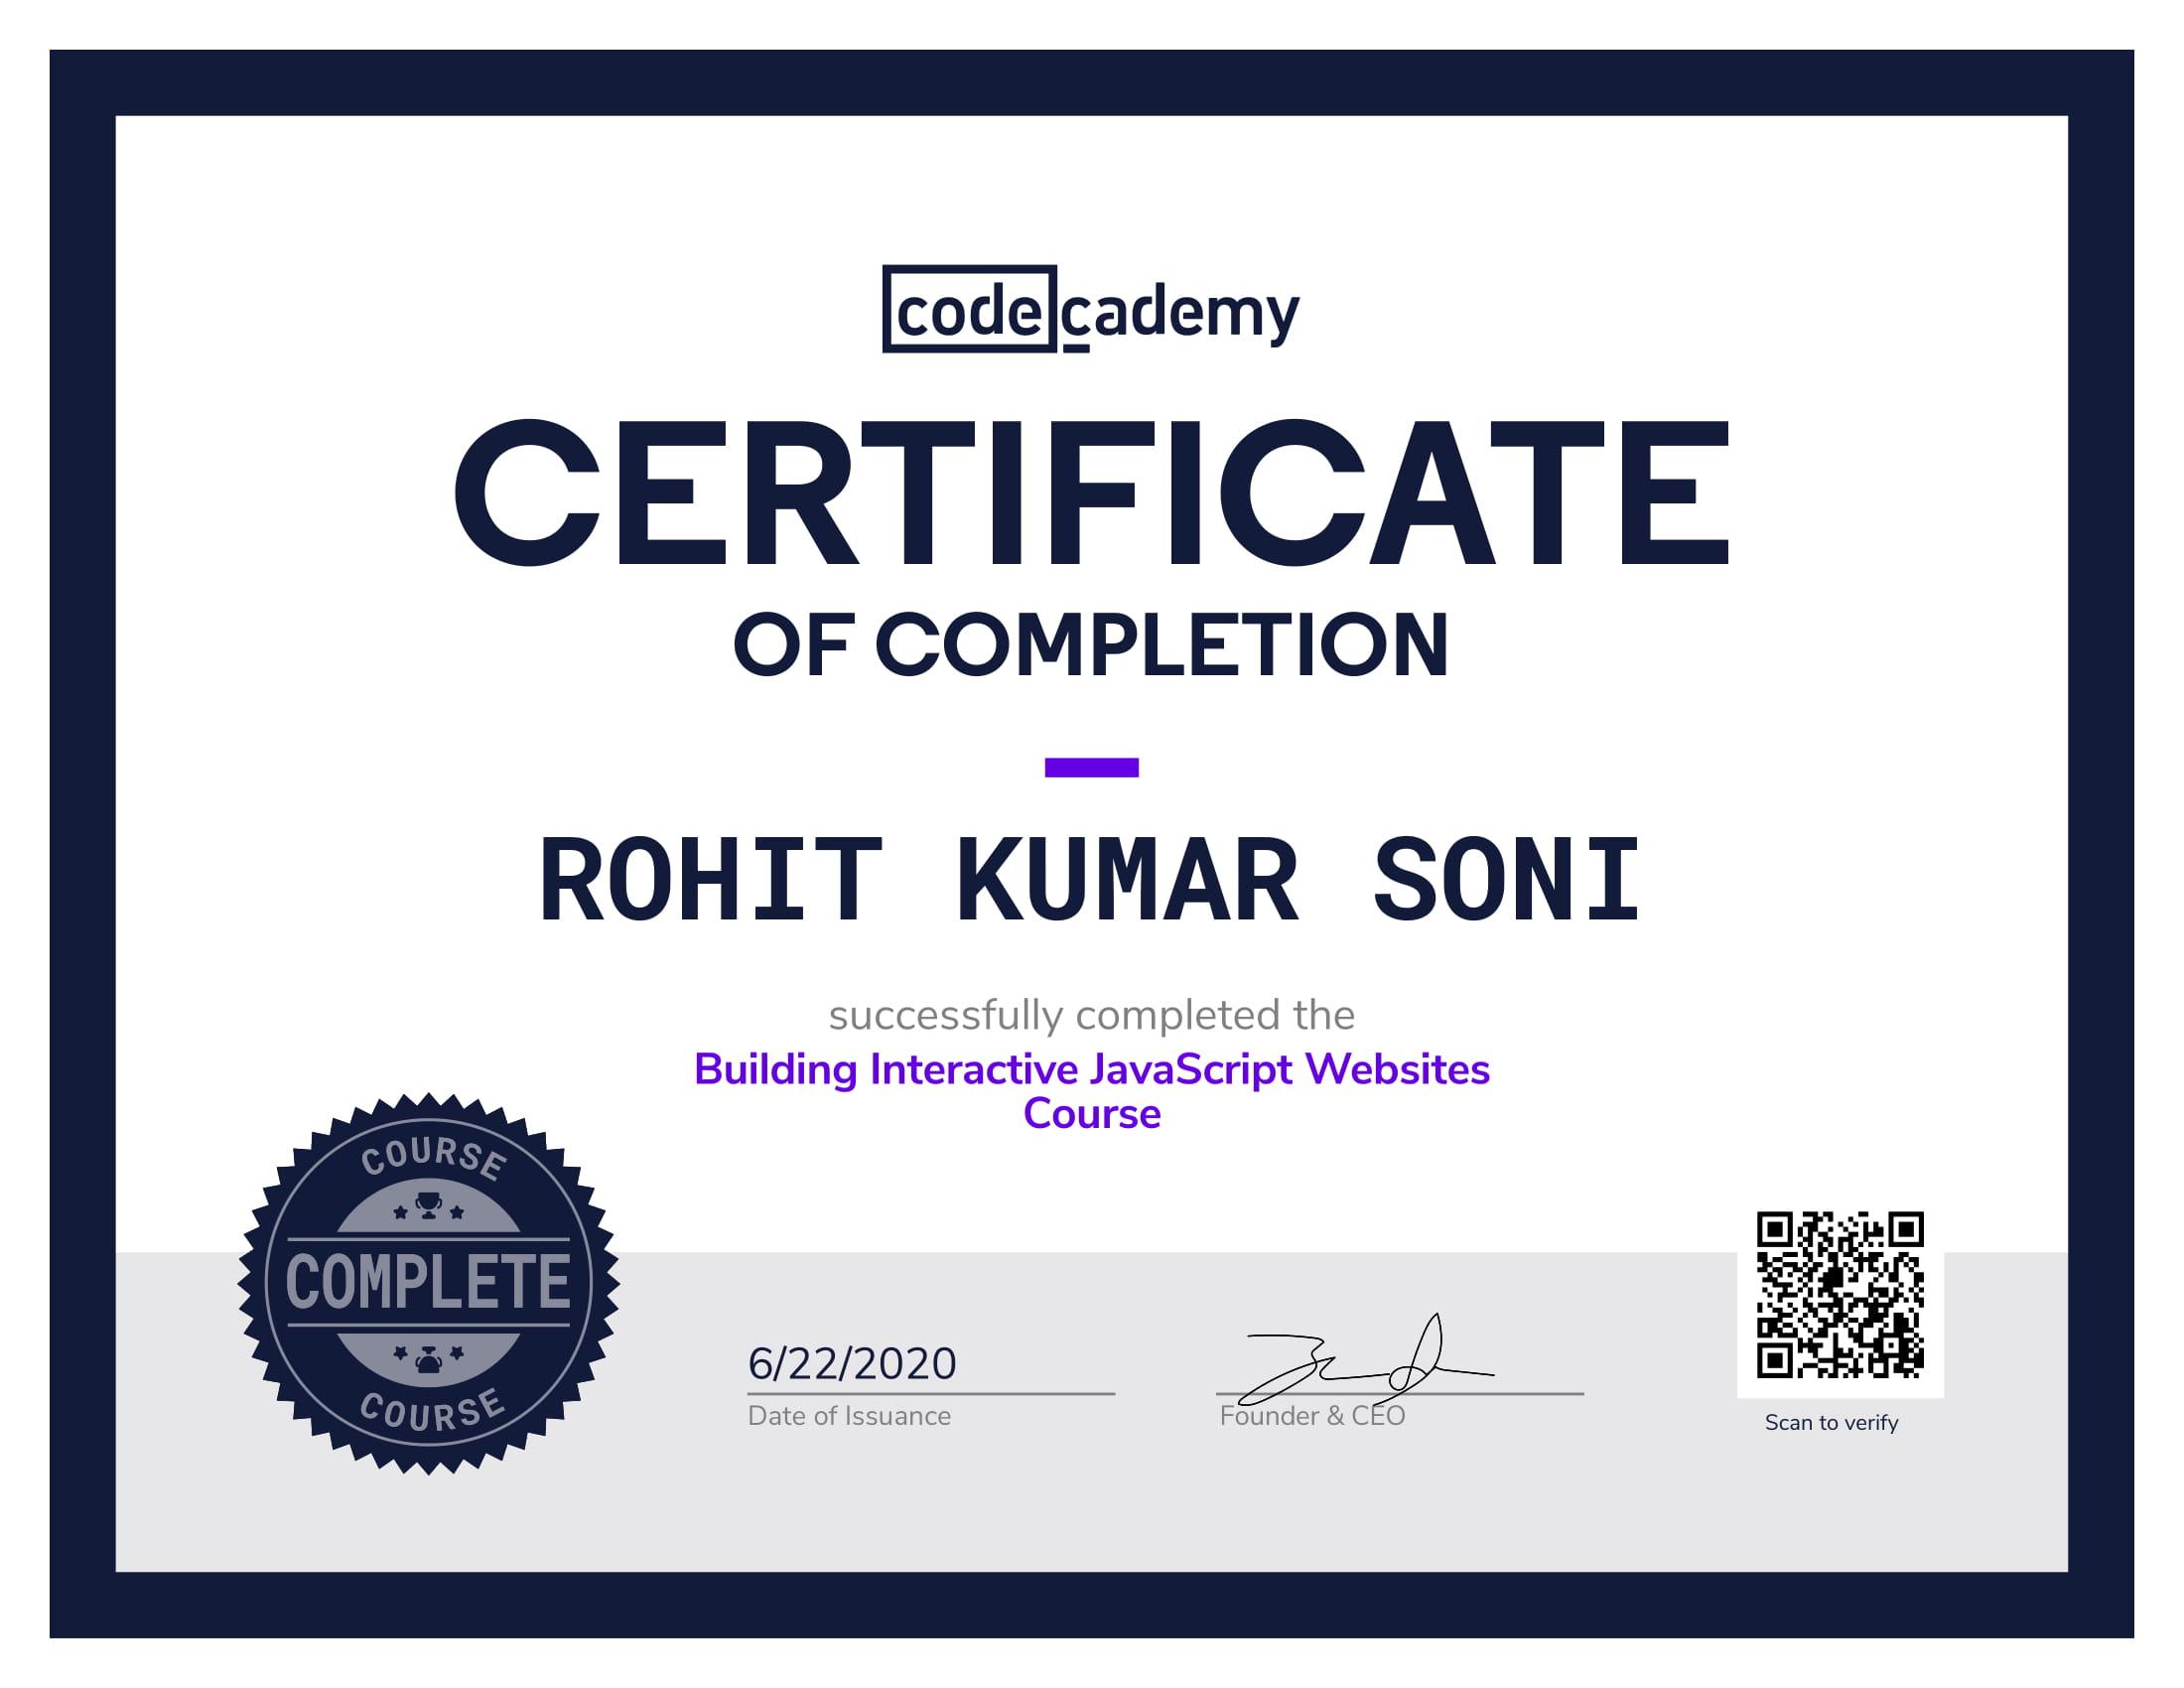 codecademy
CERTIFICATE
OF COMPLETION
ROHIT KUMAR SONI
successfully completed the
Building Interactive JavaScript Websites
Course
COURSE
COMPLETE
COURSE
6/22/2020
Date of Issuance
Founder & CEO
Scan to verify